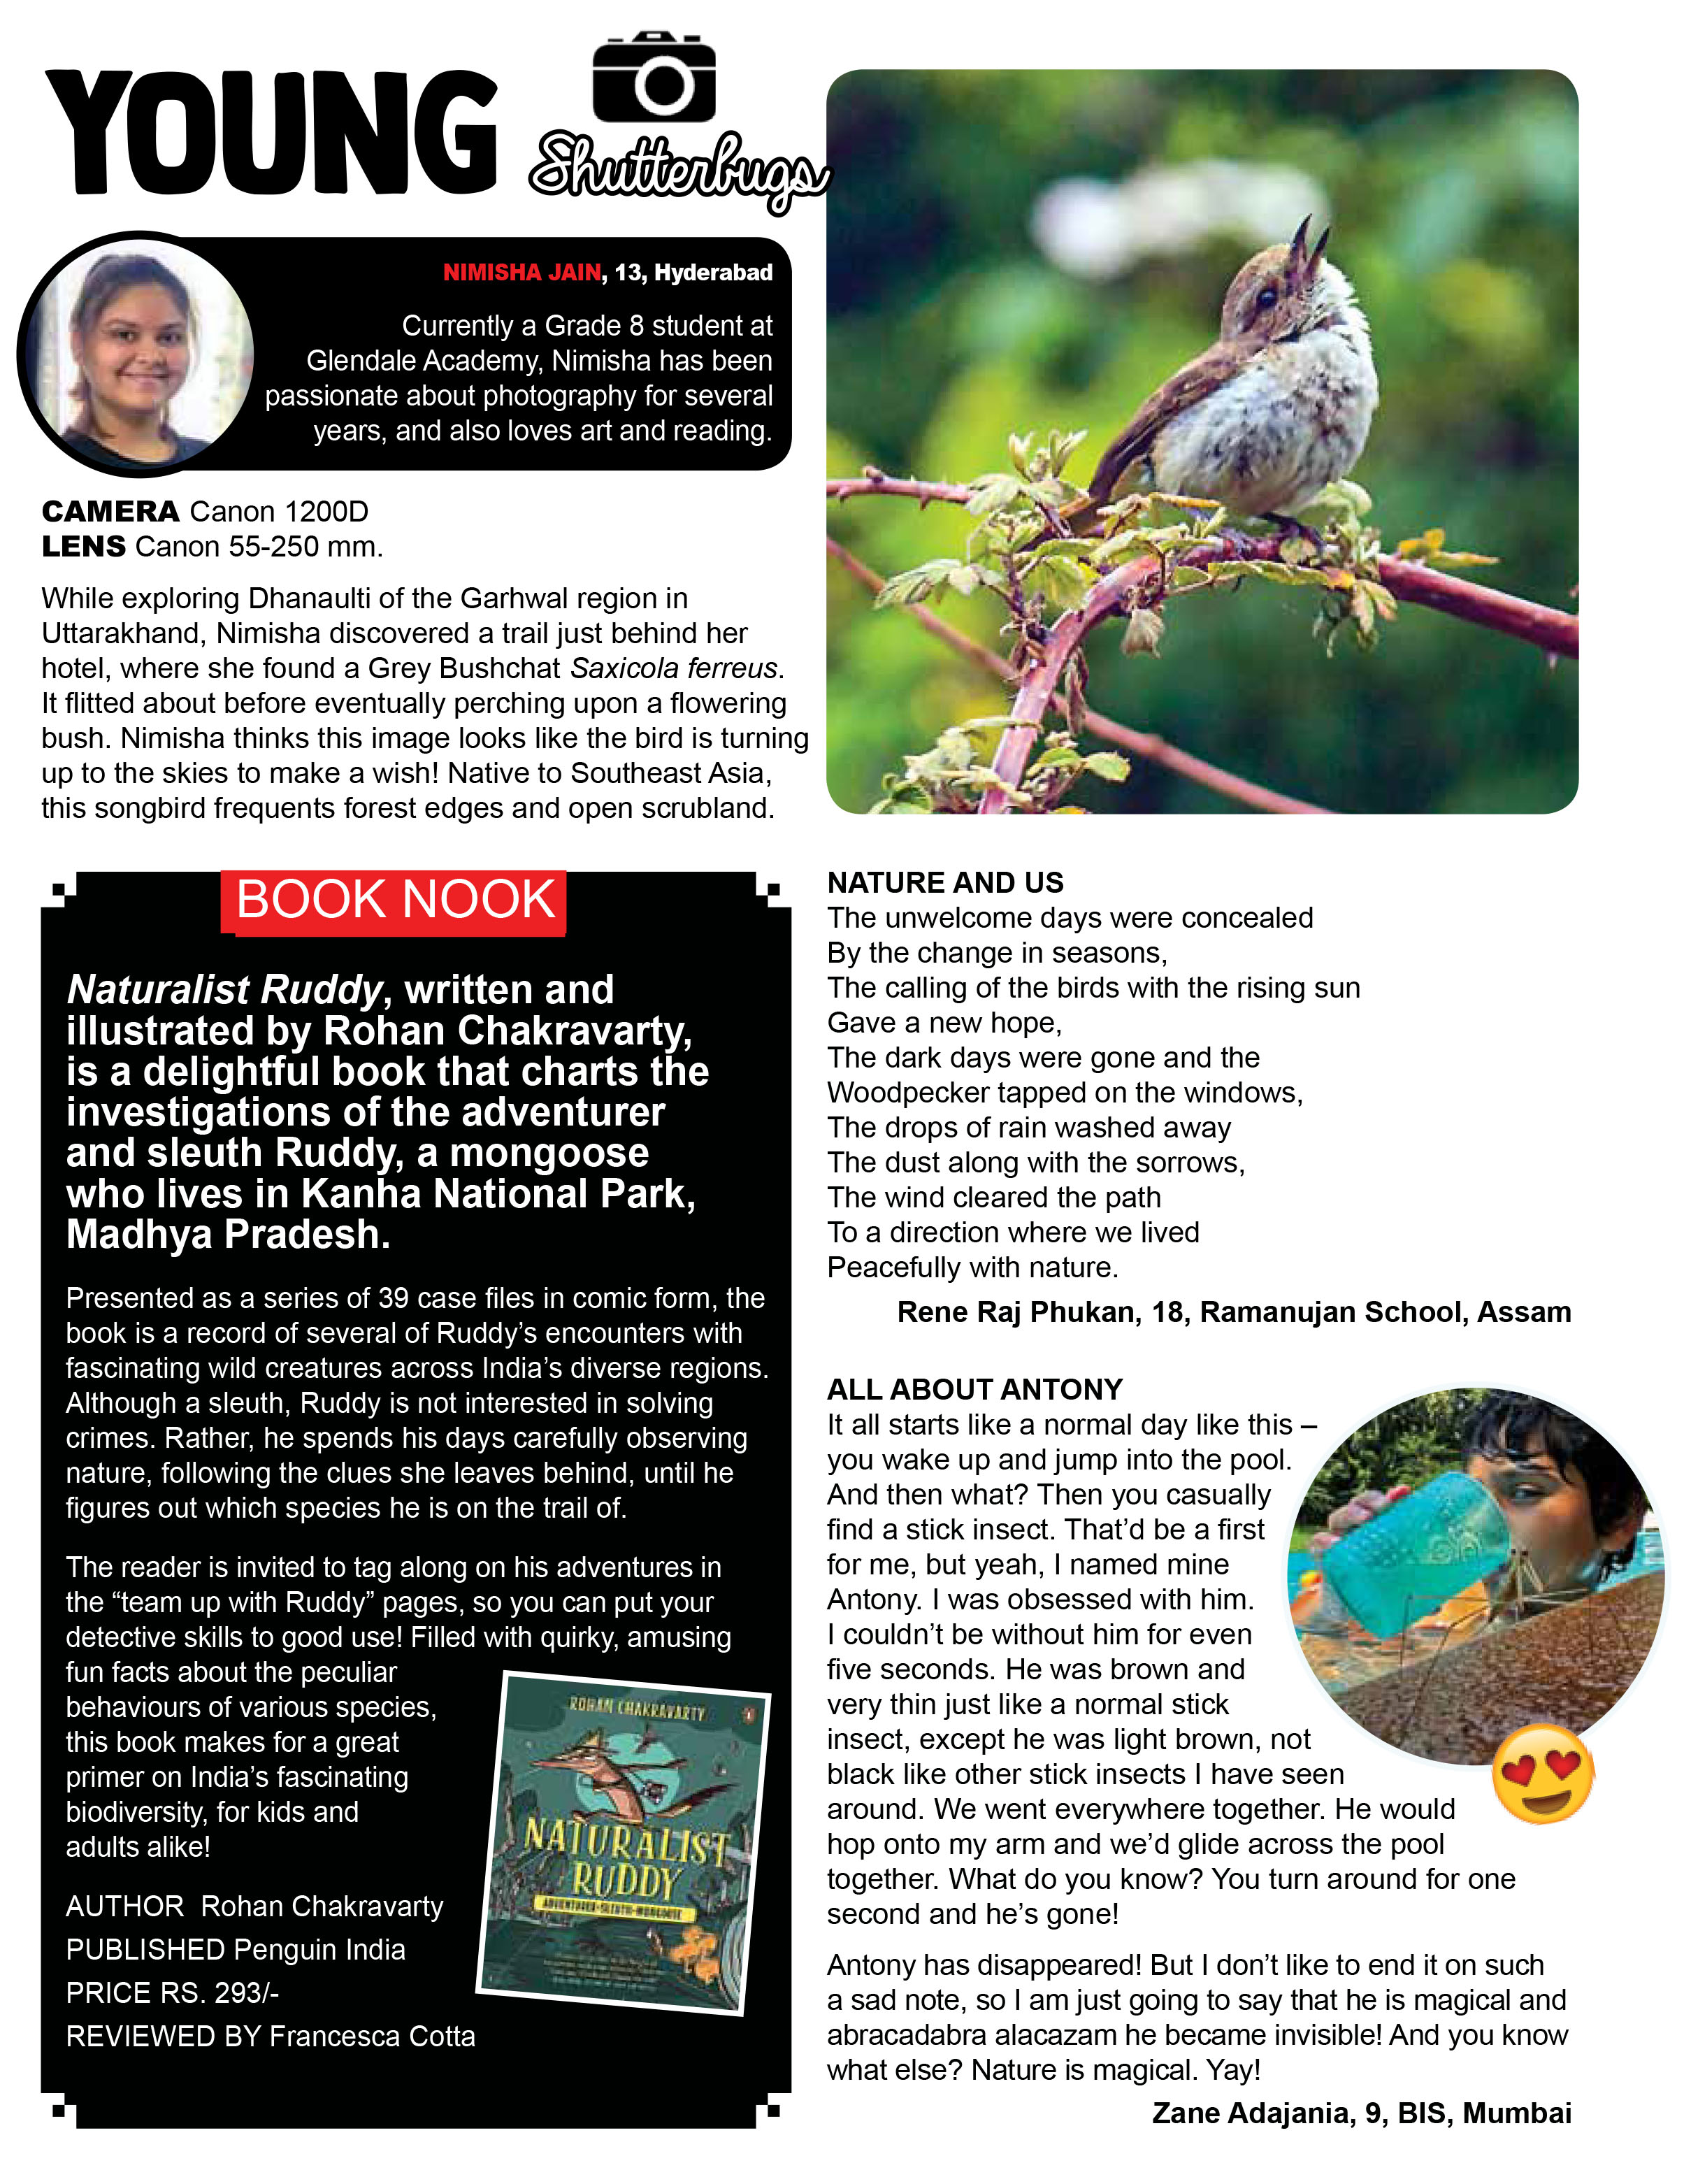 YOUNG
Shutterbugs
NIMISHA JAIN, 13, Hyderabad
Currently a Grade 8 student at
Glendale Academy, Nimisha has been
passionate about photography for several
years, and also loves art and reading.
CAMERA Canon 1200D
LENS Canon 55-250 mm.
While exploring Dhanaulti of the Garhwal region in
Uttarakhand, Nimisha discovered a trail just behind her
hotel, where she found a Grey Bushchat Saxicola ferreus.
It flitted about before eventually perching upon a flowering
bush. Nimisha thinks this image looks like the bird is turning
up to the skies to make a wish! Native to Southeast Asia,
this songbird frequents forest edges and open scrubland.
BOOK NOOK
Naturalist Ruddy, written and
illustrated by Rohan Chakravarty,
is a delightful book that charts the
investigations of the adventurer
and sleuth Ruddy, a mongoose
who lives in Kanha National Park,
Madhya Pradesh.
Presented as a series of 39 case files in comic form, the
book is a record of several of Ruddy’s encounters with
fascinating wild creatures across India’s diverse regions.
Although a sleuth, Ruddy is not interested in solving
crimes. Rather, he spends his days carefully observing
nature, following the clues she leaves behind, until he
figures out which species he is on the trail of.
The reader is invited to tag along on his adventures in
the “team up with Ruddy” pages, so you can put your
detective skills to good use! Filled with quirky, amusing
fun facts about the peculiar
behaviours of various species,
this book makes for a great
primer on India’s fascinating
biodiversity, for kids and
adults alike!
AUTHOR Rohan Chakravarty
PUBLISHED Penguin India
PRICE RS. 293/-
REVIEWED BY Francesca Cotta
ROHAN CHAKRAVARTY
NATURALIST
RUDDY
ADVENTURER-SLEUTH-MONGOOSE
NATURE AND US
The unwelcome days were concealed
By the change in seasons,
The calling of the birds with the rising sun
Gave a new hope,
The dark days were gone and the
Woodpecker tapped on the windows,
The drops of rain washed away
The dust along with the sorrows,
The wind cleared the path
To a direction where we lived
Peacefully with nature.
Rene Raj Phukan, 18, Ramanujan School, Assam
ALL ABOUT ANTONY
It all starts like a normal day like this –
you wake up and jump into the pool.
And then what? Then you casually
find a stick insect. That’d be a first
for me, but yeah, I named mine
Antony. I was obsessed with him.
I couldn’t be without him for even
five seconds. He was brown and
very thin just like a normal stick
insect, except he was light brown, not
black like other stick insects I have seen
around. We went everywhere together. He would
hop onto my arm and we’d glide across the pool
together. What do you know? You turn around for one
second and he’s gone!
Antony has disappeared! But I don’t like to end it on such
a sad note, so I am just going to say that he is magical and
abracadabra alacazam he became invisible! And you know
what else? Nature is magical. Yay!
Zane Adajania, 9, BIS, Mumbai